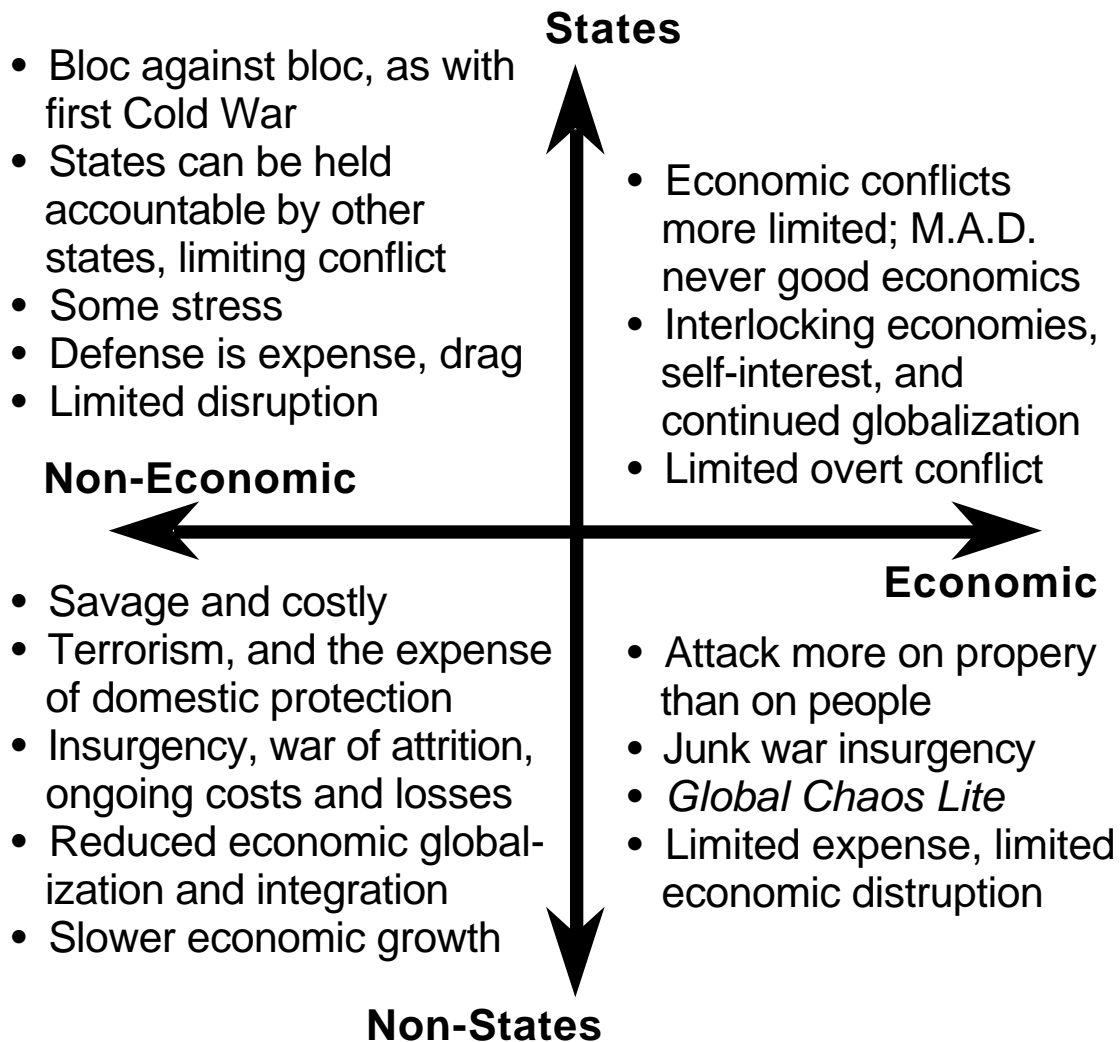 States
• Bloc against bloc, as with
first Cold War
• States can be held
accountable by other
states, limiting conflict
• Some stress
• Defense is expense, drag
• Limited disruption
• Economic conflicts
more limited; M.A.D.
never good economics
• Interlocking economies,
self-interest, and
continued globalization
• Limited overt conflict
Non-Economic
Economic
• Savage and costly
• Terrorism, and the expense
of domestic protection
• Insurgency, war of attrition,
ongoing costs and losses
• Reduced economic global-
ization and integration
• Slower economic growth
• Attack more on propery
than on people
• Junk war insurgency
• Global Chaos Lite
• Limited expense, limited
economic distruption
Non-States